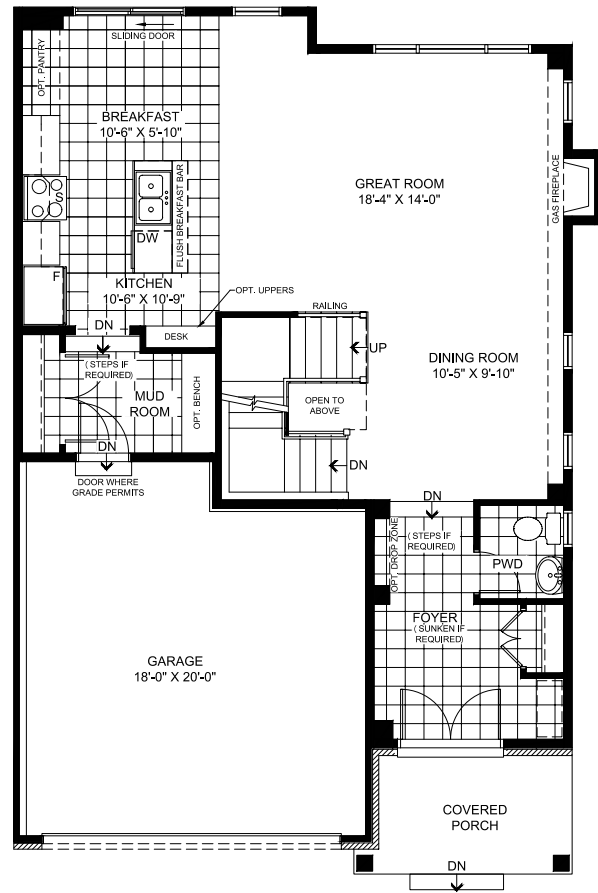 SLIDING DOOR
OPT. PANTRY
BREAKFAST
10'-6" X 5'-10"
GREAT ROOM
18'-4" X 14'-0"
GAS FIREPLACE
S
DW
FLUSH BREAKFAST BAR
F
KITCHEN
10'-6" X 10'-9"
OPT. UPPERS
RAILING
DN
DESK
UP
( STEPS IF
REQUIRED)
MUD
ROOM
OPT. BENCH
DINING ROOM
10'-5" X 9'-10"
OPEN TO
ABOVE
DN
DN
DOOR WHERE
GRADE PERMITS
DN
OPT. DROP ZONE
(STEPS IF
REQUIRED)
PWD
FOYER
( SUNKEN IF
REQUIRED)
GARAGE
18'-0" X 20'-0"
COVERED
PORCH
DN